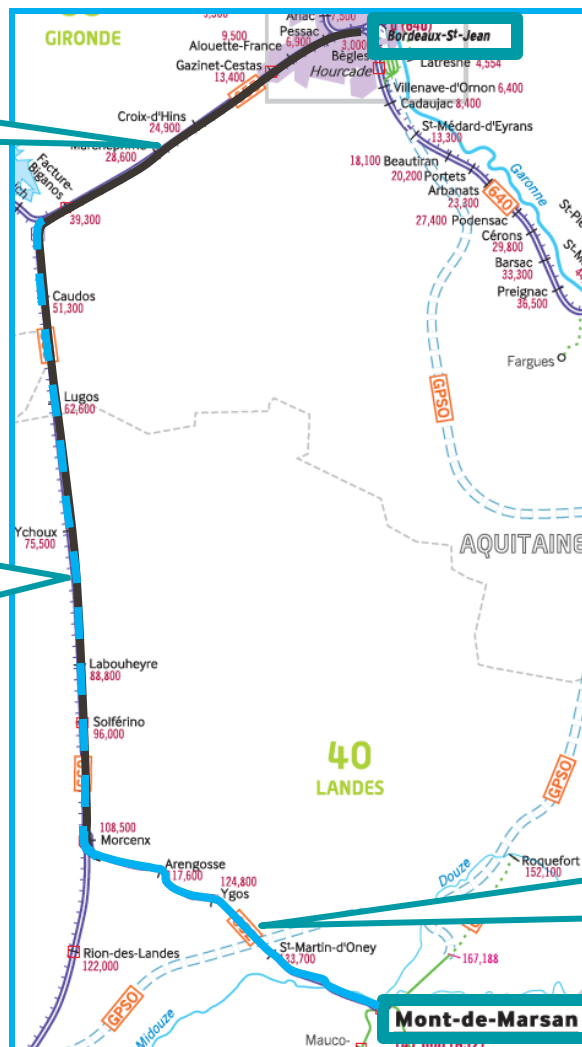 GIRONDE
7,500
Pessac
6,900
9,500
Alouette-France
Gazinet-Cestas
13,400
3,000
Bordeaux-St-Jean
(640)
Bègles
Hourcade
Latresne 4,554
Villenave-d'Ornon 6,400
Cadaujac 8,400
St-Médard-d'Eyrans
13,300
18,100 Beautiran
20,200 Portets
Arbanats
23,300
27,400 Podensac
Cérons
29,800
Barsac
33,300
Preignac
36,500
640
Garonne
Fargues
Croix-d'Hins
24,900
28,600
Facture-
Biganos
39,300
Caudos
51,300
Lugos
62,600
Ychoux
75,500
Labouheyre
88,800
Solférino
96,000
108,500
Morcenx
GPSO
AQUITAINE
40
LANDES
GPSO
Arengosse
17,600
124,800
Ygos
St-Martin-d'Oney
133,700
Rion-des-Landes
122,000
GPSO
Midouze
Douze
Roquefort
152,100
167,188
Mont-de-Marsan
Mauco-